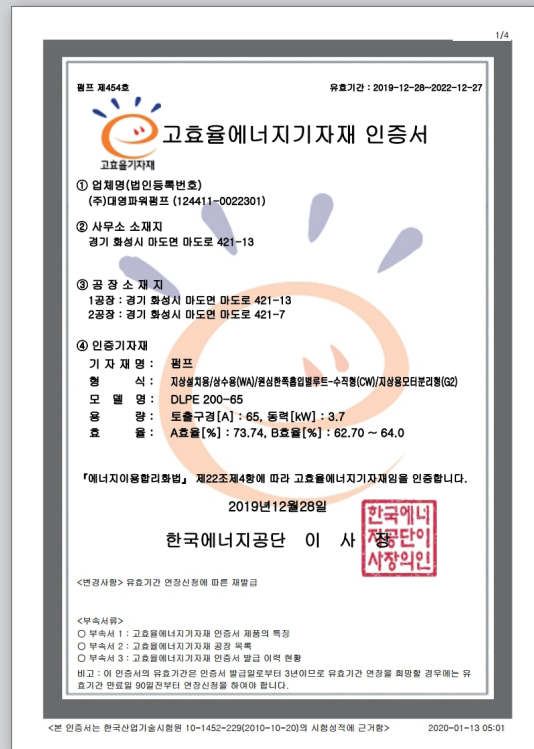 1/4
펌프 제454호 유효기간 : 2019-12-28~2022-12-27
고효율에너지기자재 인증서
고효율기자재
① 업체명(법인등록번호)
(주)대영파워펌프 (124411-0022301)
② 사무소 소재지
경기 화성시 마도면 마도로 421-13
③ 공 장 소 재 지
1공장 : 경기 화성시 마도면 마도로 421-13
2공장 : 경기 화성시 마도면 마도로 421-7
④ 인증기자재
기 자 재 명 : 펌프
형 식 : 지상설치용/상수용(WA)/원심한쪽흡입벌루트-수직형(CW)/지상용모터분리형(G2)
모 델 명 : DLPE 200-65
용 량 : 토출구경[A] : 65, 동력[kW] : 3.7
효 율 : A효율[%] : 73.74, B효율[%] : 62.70 ~ 64.0
『에너지이용합리화법』 제22조제4항에 따라 고효율에너지기자재임을 인증합니다.
2019년12월28일
한국에너지공단 이 사 장
한국에너
지공단이
사장의인
<변경사항> 유효기간 연장신청에 따른 재발급
<부속서류>
○ 부속서 1 : 고효율에너지기자재 인증서 제품의 특징
○ 부속서 2 : 고효율에너지기자재 공장 목록
○ 부속서 3 : 고효율에너지기자재 인증서 발급 이력 현황
비고 : 이 인증서의 유효기간은 인증서 발급일로부터 3년이므로 유효기간 연장을 희망할 경우에는 유
효기간 만료일 90일전부터 연장신청을 하여야 합니다.
<본 인증서는 한국산업기술시험원 10-1452-229(2010-10-20)의 시험성적에 근거함> 2020-01-13 05:01